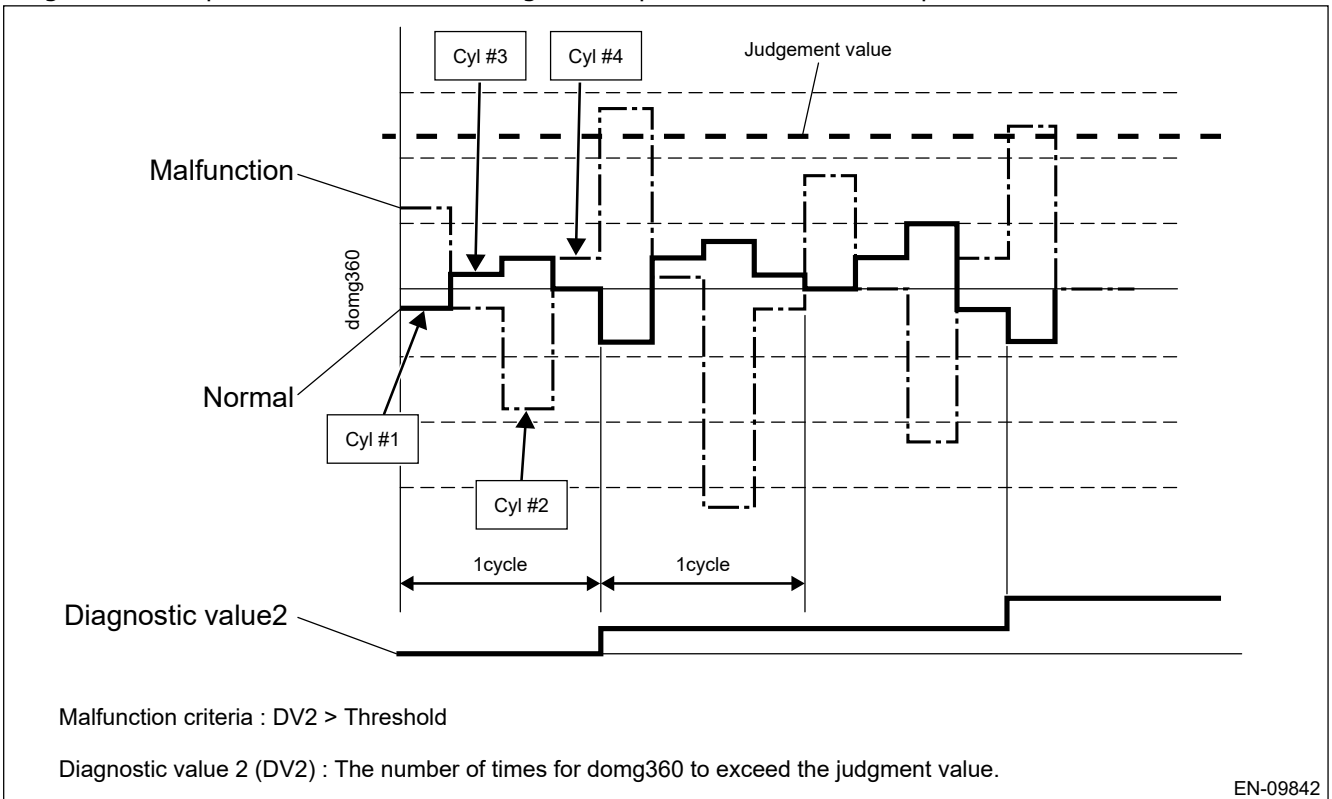 Cyl #3
Cyl #4
Judgement value
Malfunction
domg360
Normal
Cyl #1
Cyl #2
1cycle
1cycle
Diagnostic value2
Malfunction criteria : DV2 > Threshold
Diagnostic value 2 (DV2) : The number of times for domg360 to exceed the judgment value.
EN-09842